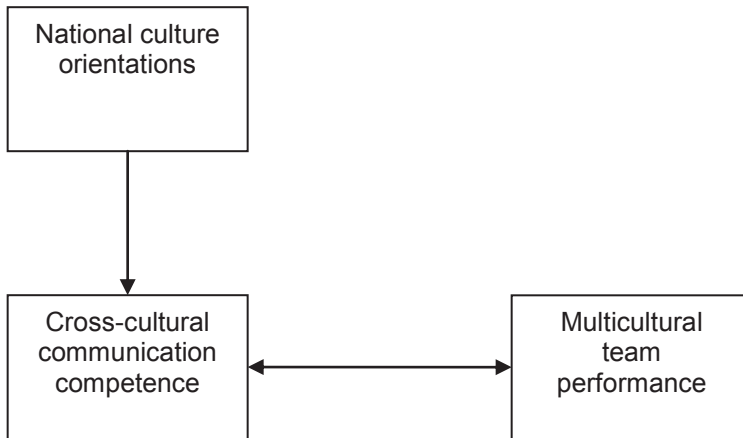 National culture
orientations
Cross-cultural
communication
competence
Multicultural
team
performance